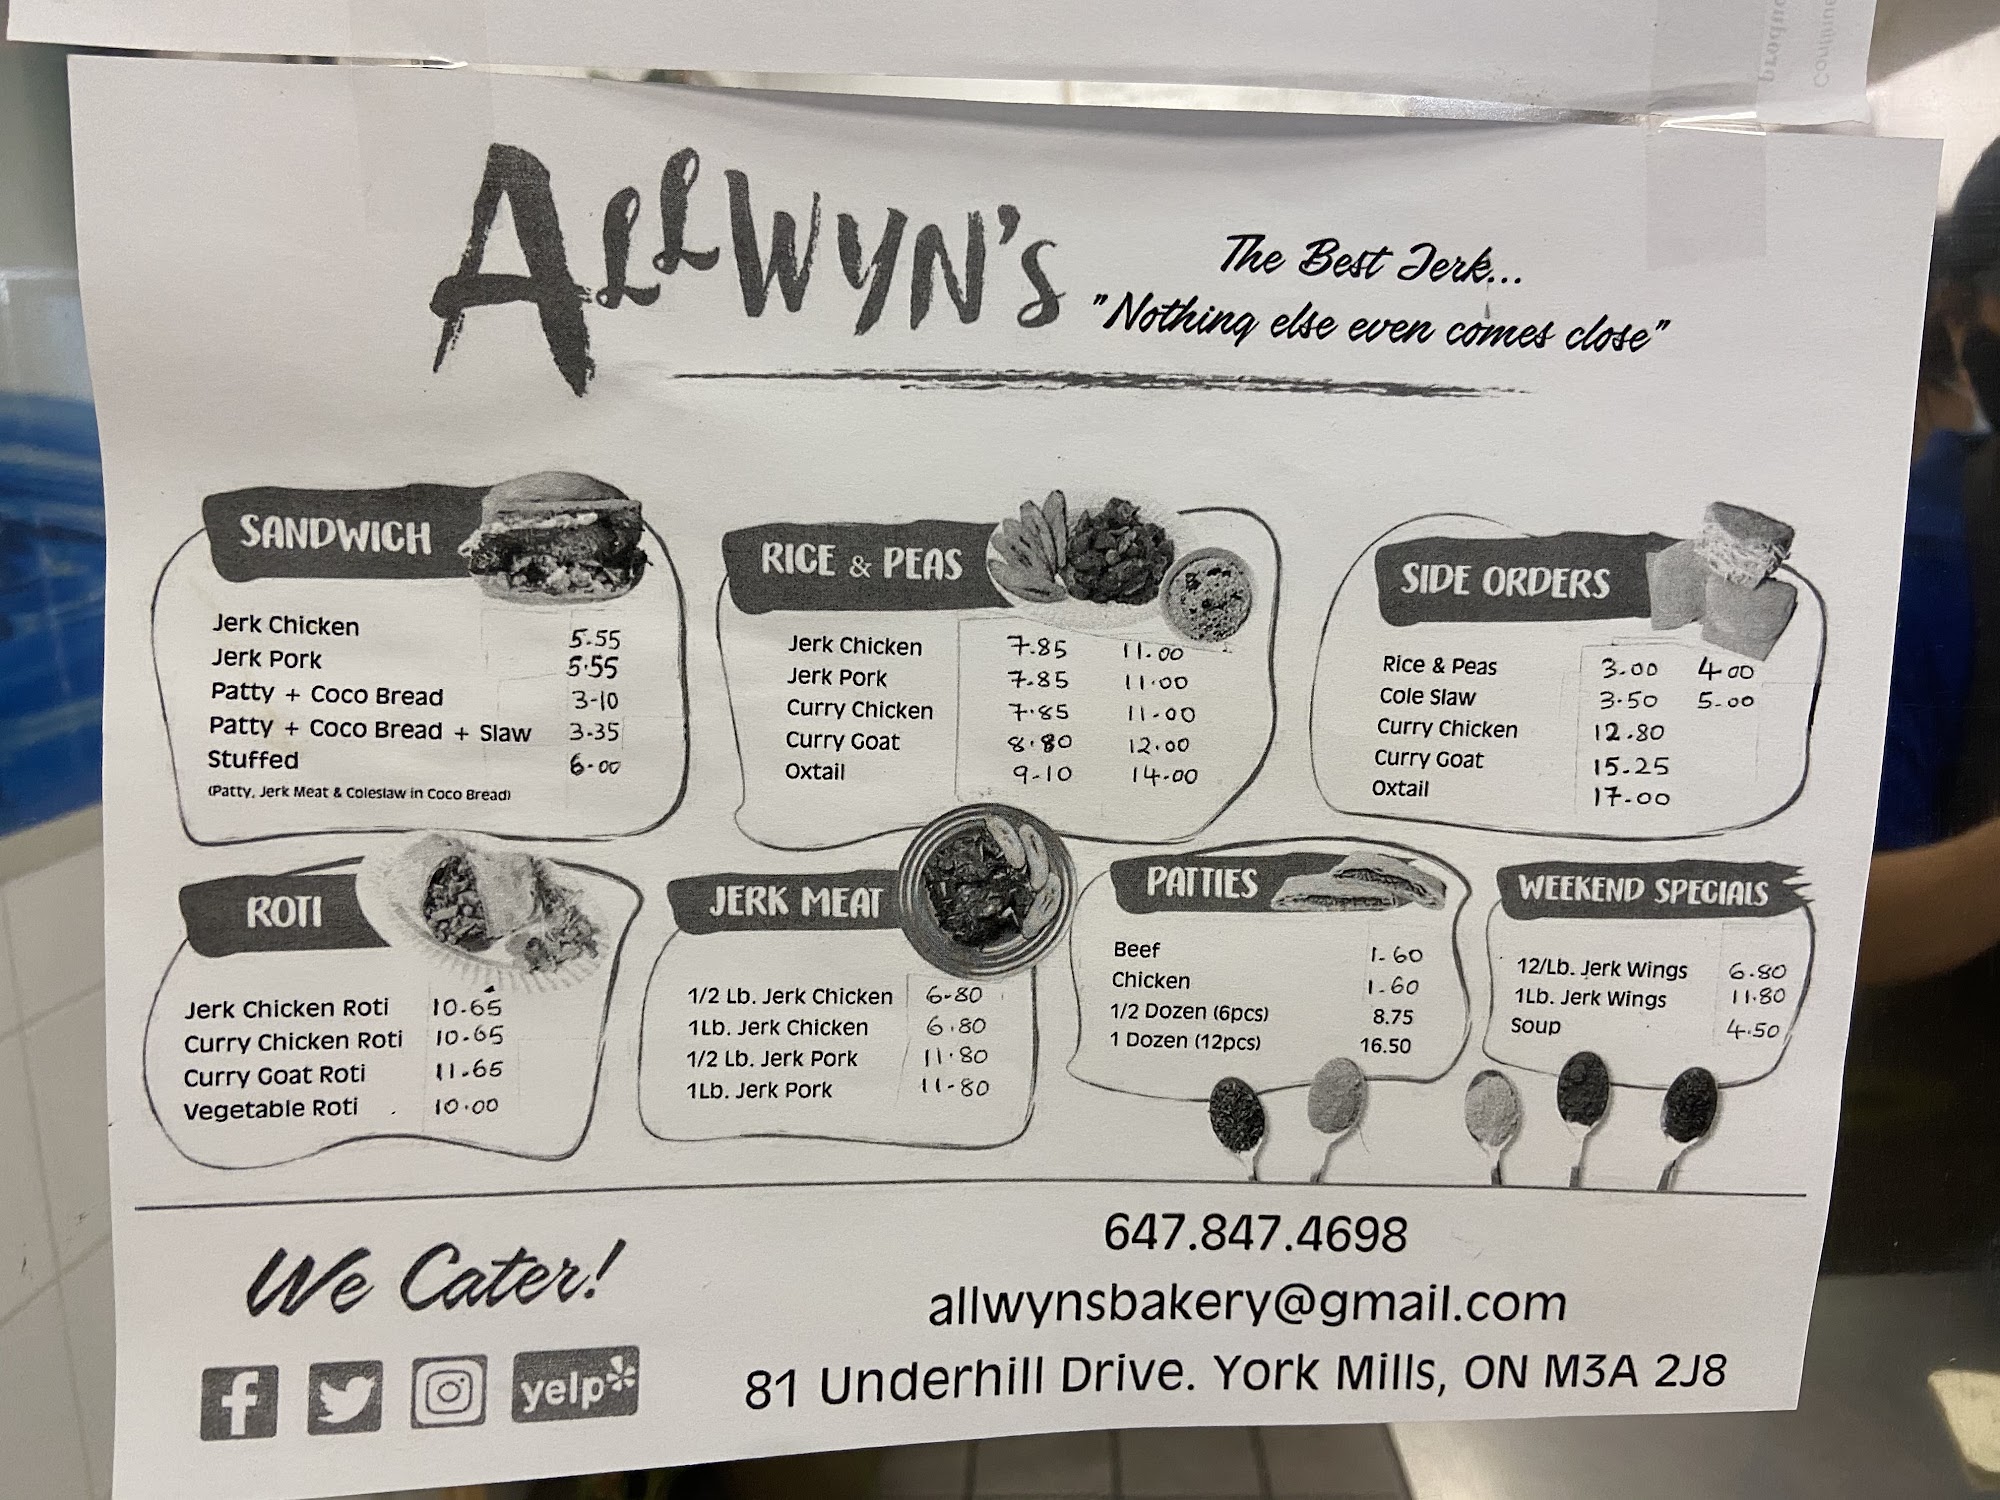 ALLWYN'S
The Best Jerk...
"Nothing else even comes close"
SANDWICH
Jerk Chicken 5.55
Jerk Pork 5.55
Patty + Coco Bread 3-10
Patty + Coco Bread + Slaw 3.35
Stuffed 6.00
(Patty, Jerk Meat & Coleslaw in Coco Bread)
RICE & PEAS
Jerk Chicken 7.85 11.00
Jerk Pork 7.85 11.00
Curry Chicken 7.85 11.00
Curry Goat 8.80 12.00
Oxtail 9-10 14.00
SIDE ORDERS
Rice & Peas 3.00 4.00
Cole Slaw 3.50 5.00
Curry Chicken 12.80
Curry Goat 15.25
Oxtail 17.00
ROTI
Jerk Chicken Roti 10.65
Curry Chicken Roti 10.65
Curry Goat Roti 11.65
Vegetable Roti 10.00
JERK MEAT
1/2 Lb. Jerk Chicken 6.80
1Lb. Jerk Chicken 6.80
1/2 Lb. Jerk Pork 11.80
1Lb. Jerk Pork 11.80
PATTIES
Beef 1.60
Chicken 1.60
1/2 Dozen (6pcs) 8.75
1 Dozen (12pcs) 16.50
WEEKEND SPECIALS
12/Lb. Jerk Wings 6.80
1Lb. Jerk Wings 11.80
Soup 4.50
We Cater!
yelp
647.847.4698
allwynsbakery@gmail.com
81 Underhill Drive. York Mills, ON M3A 2J8